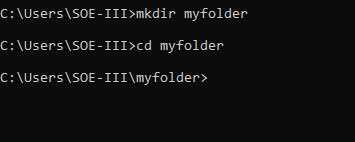 C:\Users\SOE-III>mkdir myfolder
C:\Users\SOE-III>cd myfolder
C:\Users\SOE-III\myfolder>